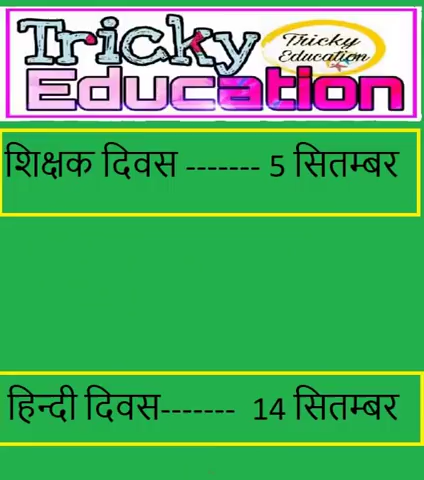 Tricky
Education
Tricky
Education
शिक्षक दिवस ------- 5 सितम्बर
हिन्दी दिवस------- 14 सितम्बर